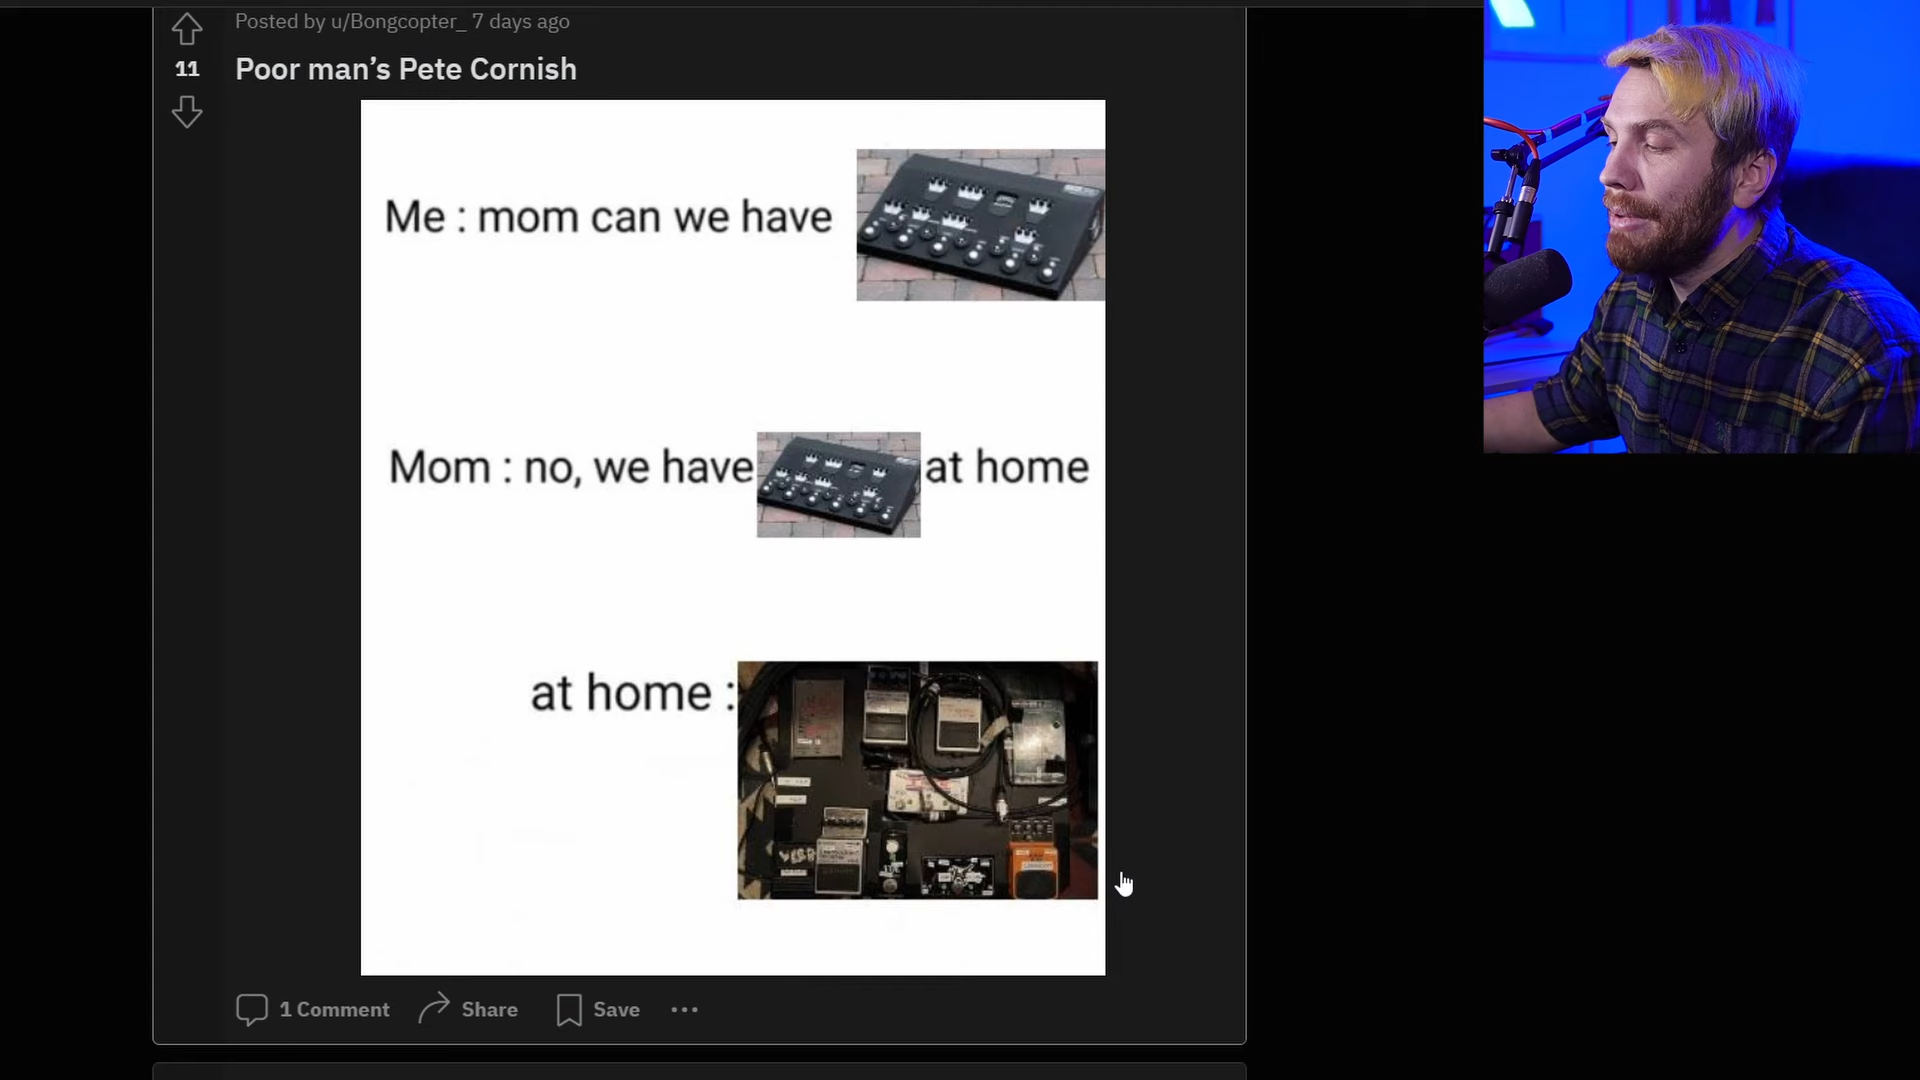 Posted by u/Bongcopter_ 7 days ago
11
Poor man’s Pete Cornish
Me : mom can we have
Mom : no, we have at home
at home :
1 Comment Share Save